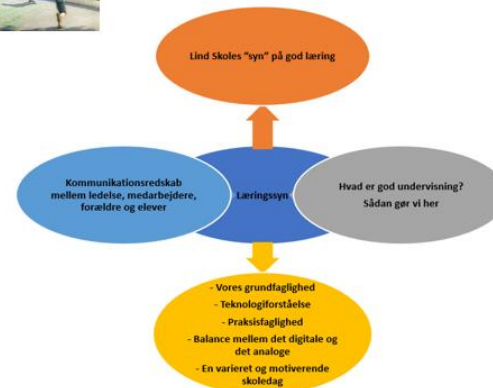 Lind Skoles "syn" på god læring
Kommunikationsredskab
mellem ledelse, medarbejdere,
forældre og elever
Læringssyn
Hvad er god undervisning?
Sådan gør vi her
- Vores grundfaglighed
- Teknologiforståelse
- Praksisfaglighed
- Balance mellem det digitale og
det analoge
- En varieret og motiverende
skoledag